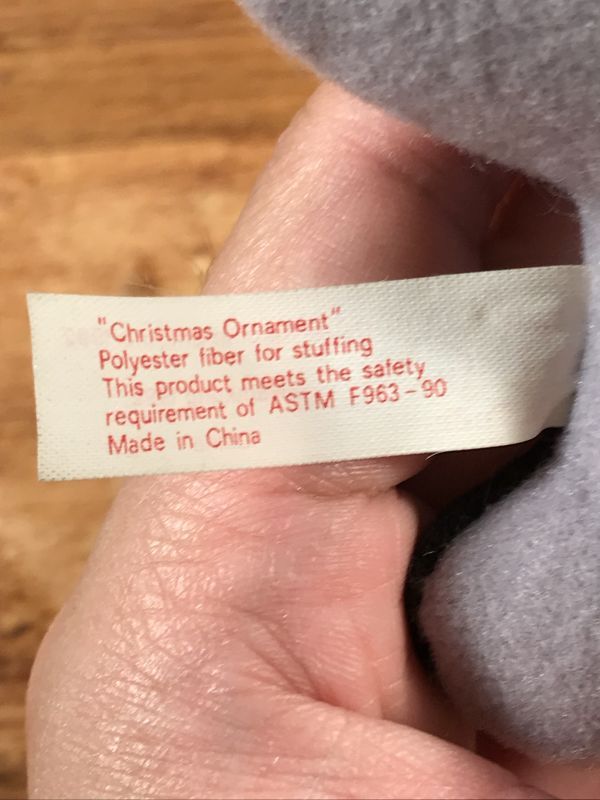 "Christmas Ornament"
Polyester fiber for stuffing
This product meets the safety
requirement of ASTM F963-90
Made in China